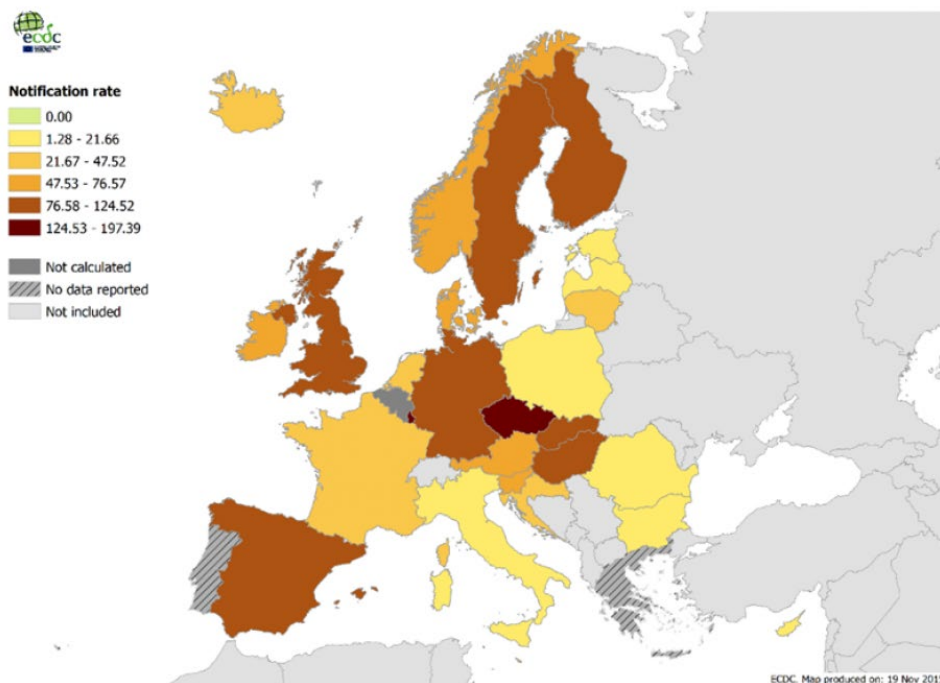 ecdc
Notification rate
0.00
1.28 - 21.66
21.67 - 47.52
47.53 - 76.57
76.58 - 124.52
124.53 - 197.39
Not calculated
No data reported
Not included
ECDC. Map produced on: 19 Nov 201